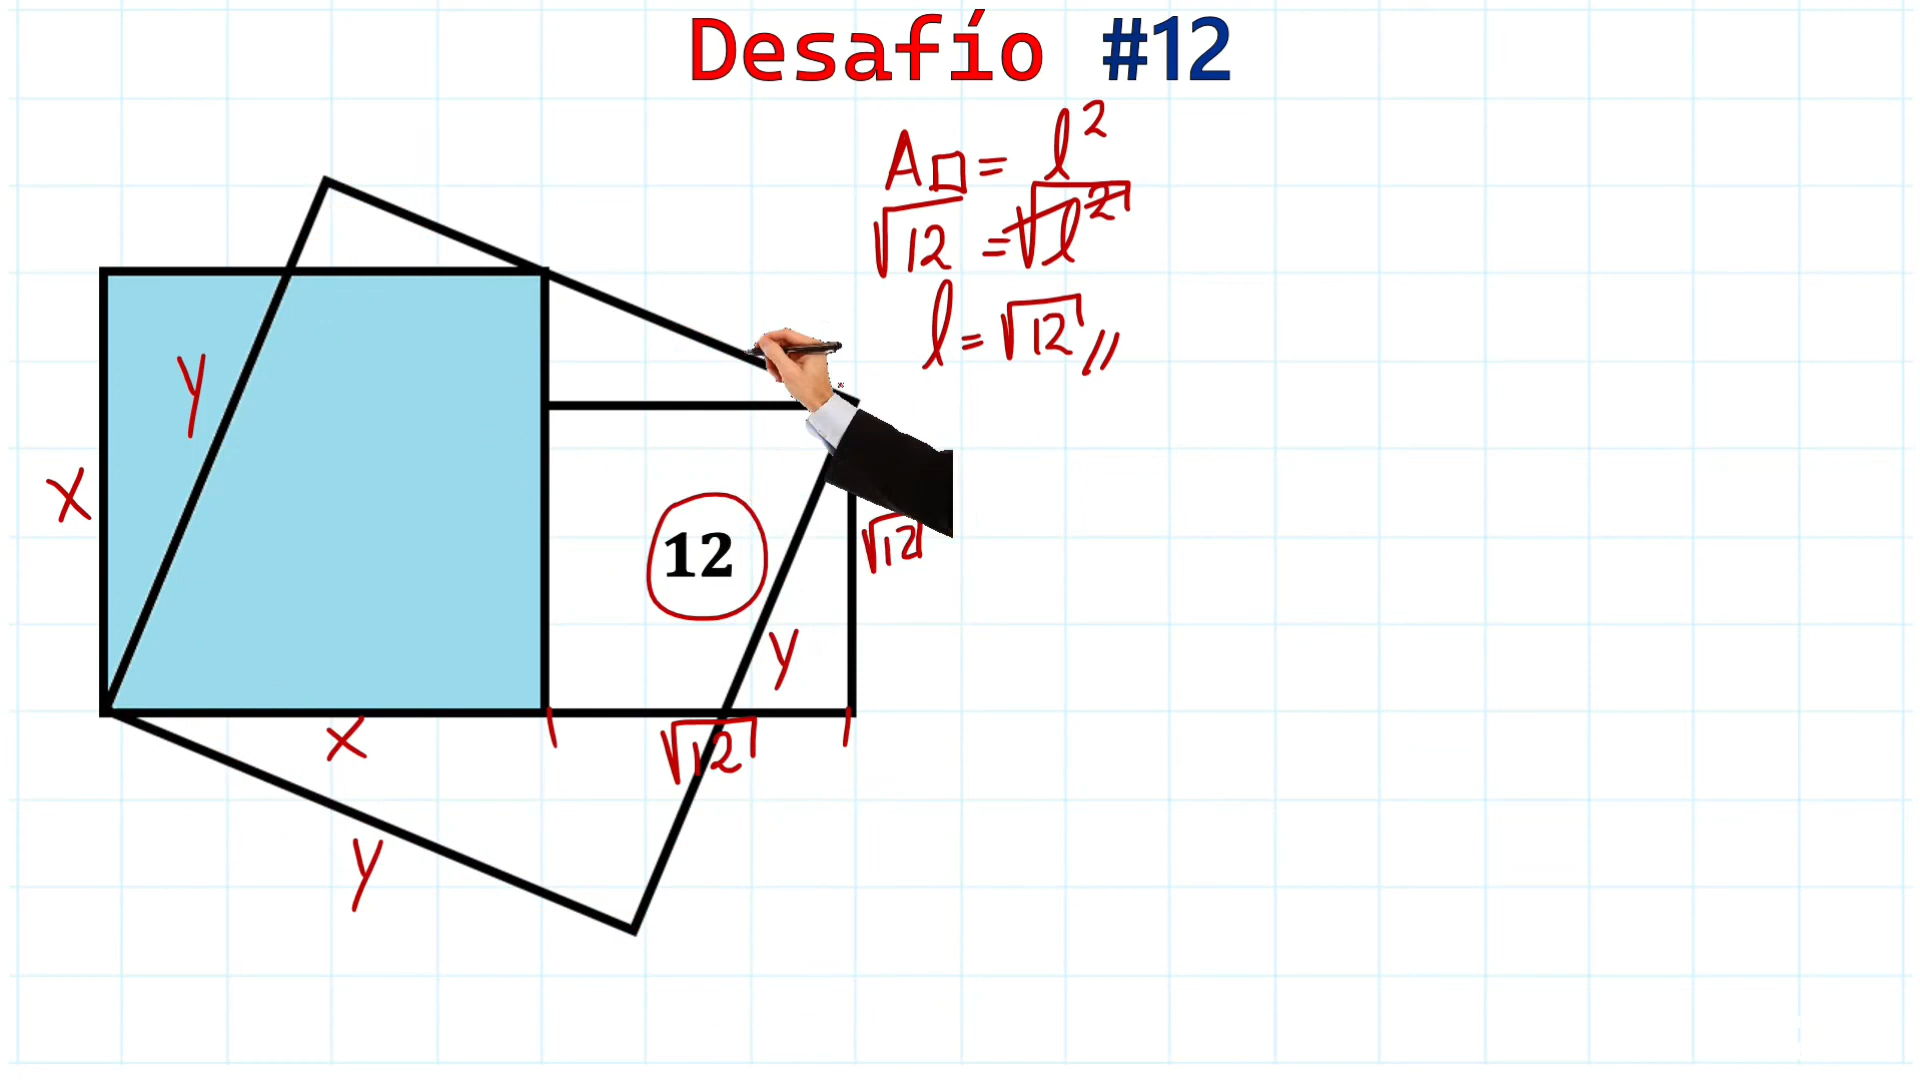 Desafío #12
A□ = l²
√12 = √l²
l = √12 //
y
x
12
√12
y
x
√12
y